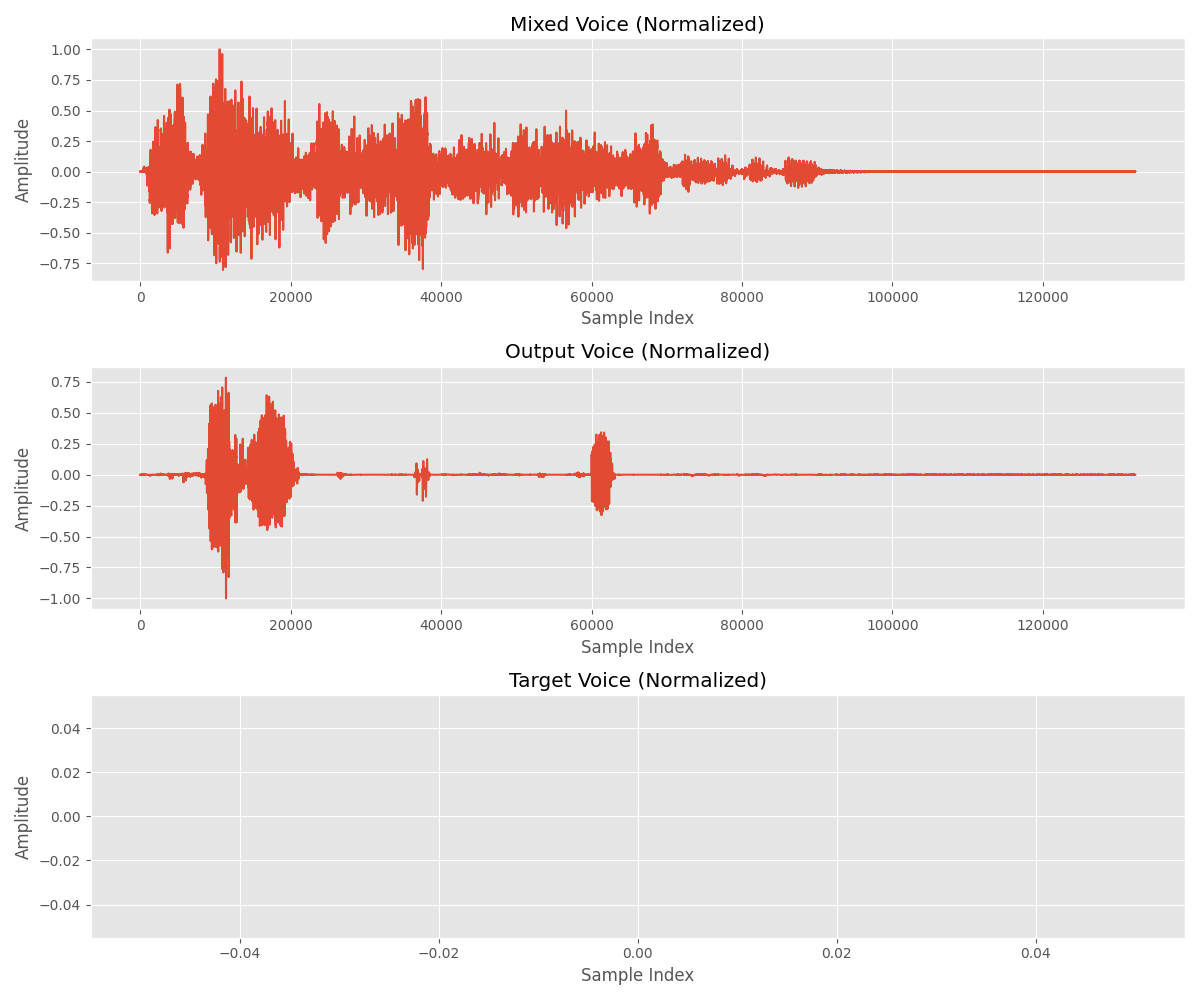 Mixed Voice (Normalized)
1.00
0.75
0.50
0.25
0.00
−0.25
−0.50
−0.75
Amplitude
0 20000 40000 60000 80000 100000 120000
Sample Index
Output Voice (Normalized)
0.75
0.50
0.25
0.00
−0.25
−0.50
−0.75
−1.00
Amplitude
0 20000 40000 60000 80000 100000 120000
Sample Index
Target Voice (Normalized)
0.04
0.02
0.00
−0.02
−0.04
Amplitude
−0.04 −0.02 0.00 0.02 0.04
Sample Index